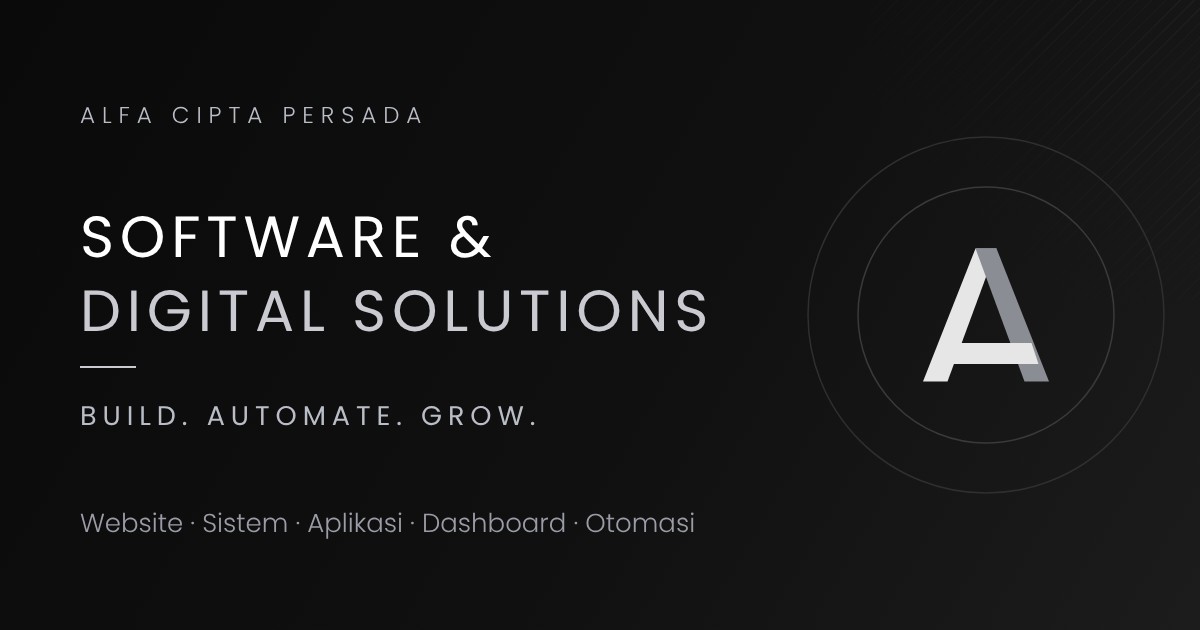 ALFA CIPTA PERSADA
SOFTWARE &
DIGITAL SOLUTIONS
BUILD. AUTOMATE. GROW.
Website · Sistem · Aplikasi · Dashboard · Otomasi
A